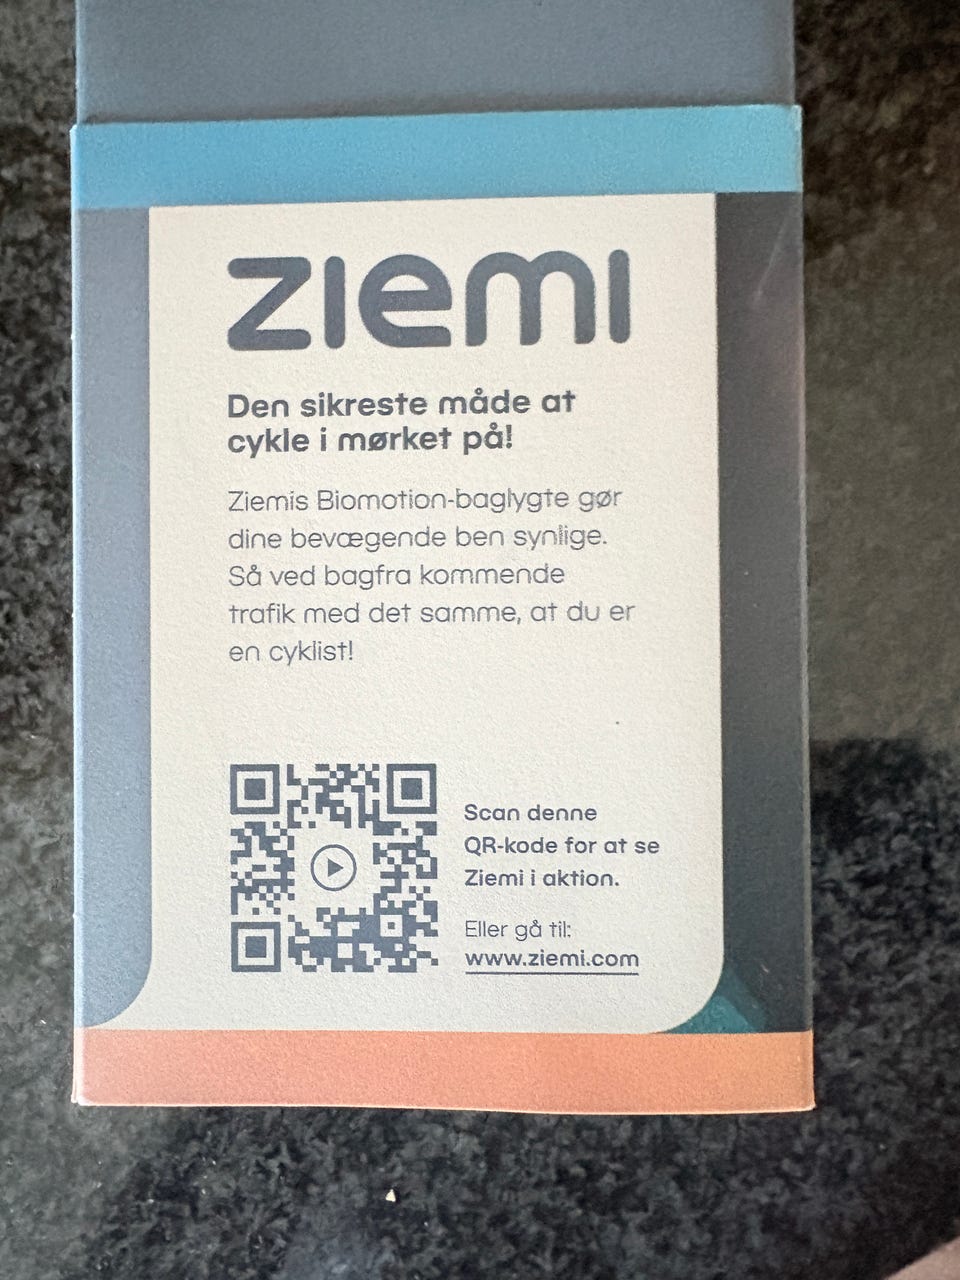 ziemi
Den sikreste måde at
cykle i mørket på!
Ziemis Biomotion-baglygte gør
dine bevægende ben synlige.
Så ved bagfra kommende
trafik med det samme, at du er
en cyklist!
Scan denne
QR-kode for at se
Ziemi i aktion.
Eller gå til:
www.ziemi.com